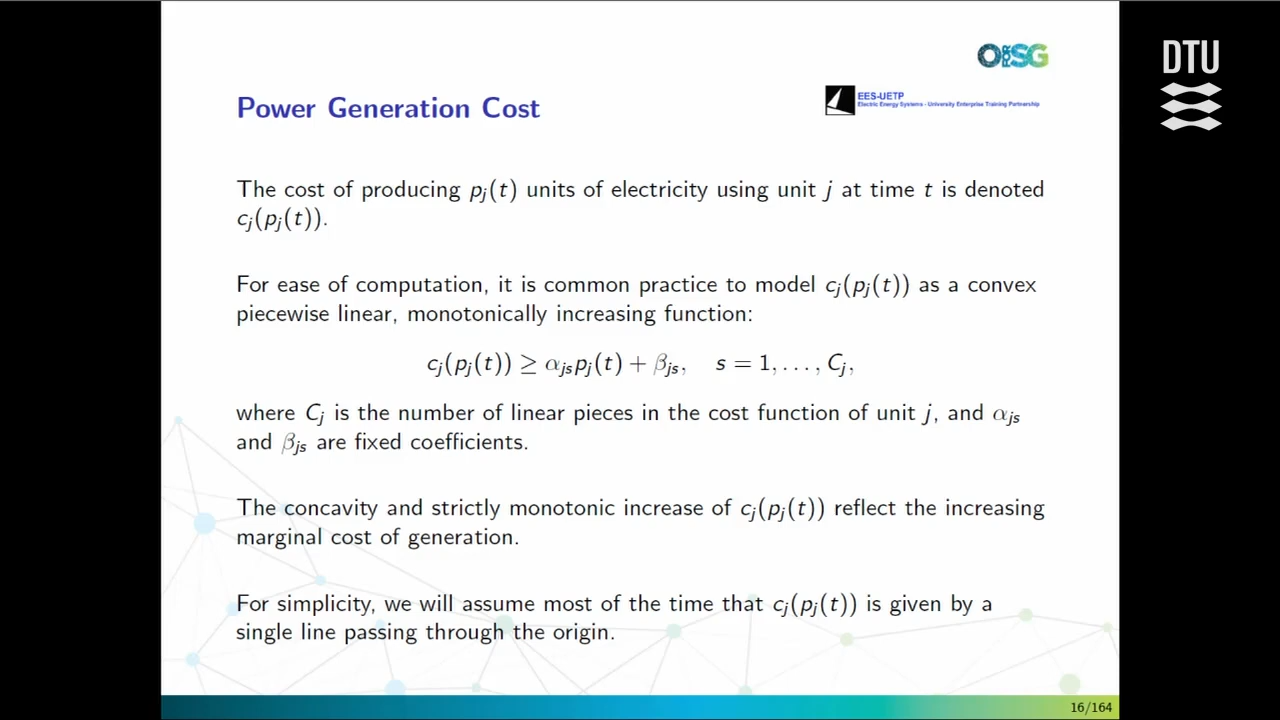 OR FOR SG
DTU
EES-UETP
Electric Energy Systems - University Enterprise Training Partnership
Power Generation Cost
The cost of producing pⱼ(t) units of electricity using unit j at time t is denoted
cⱼ(pⱼ(t)).
For ease of computation, it is common practice to model cⱼ(pⱼ(t)) as a convex
piecewise linear, monotonically increasing function:
cⱼ(pⱼ(t)) ≥ αⱼₛpⱼ(t) + βⱼₛ, s = 1, . . . , Cⱼ,
where Cⱼ is the number of linear pieces in the cost function of unit j, and αⱼₛ
and βⱼₛ are fixed coefficients.
The concavity and strictly monotonic increase of cⱼ(pⱼ(t)) reflect the increasing
marginal cost of generation.
For simplicity, we will assume most of the time that cⱼ(pⱼ(t)) is given by a
single line passing through the origin.
16/164